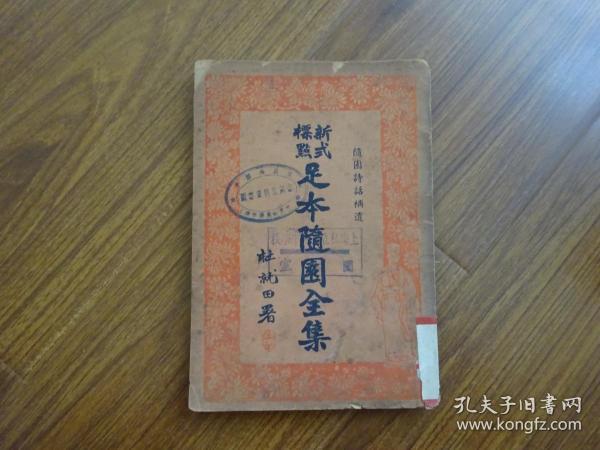 隨園詩話補遺
新式
標點
足本隨園全集
杜就田署
孔夫子旧书网
www.kongfz.com